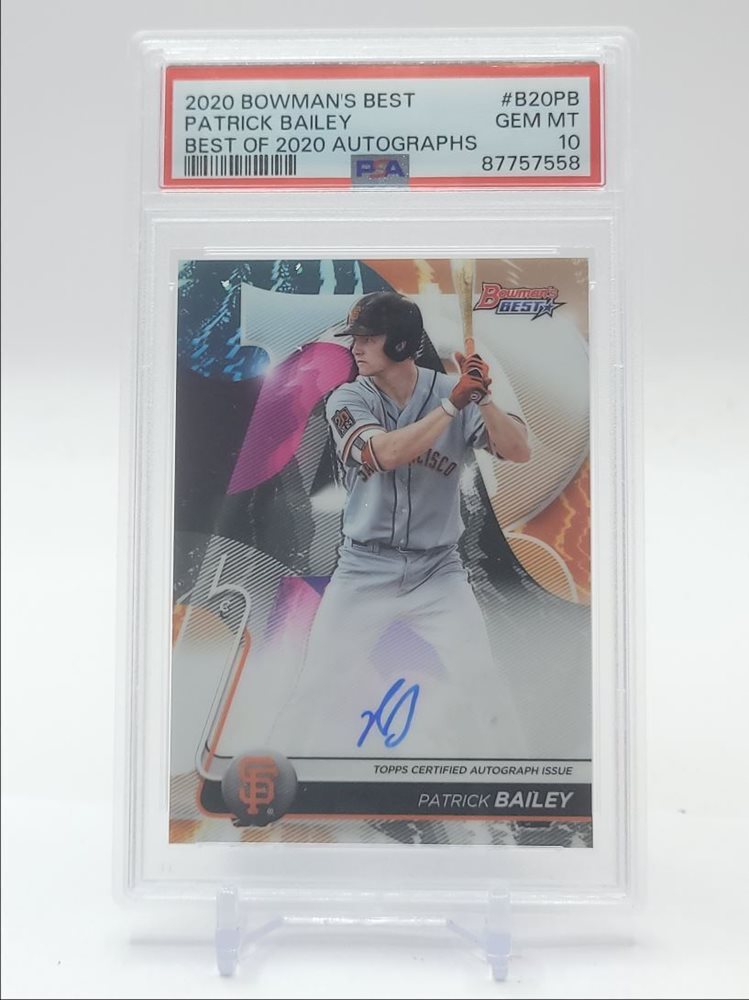 2020 BOWMAN'S BEST #B20PB
PATRICK BAILEY GEM MT
BEST OF 2020 AUTOGRAPHS 10
PSA 87757558
Bowman's
BEST
SF
TOPPS CERTIFIED AUTOGRAPH ISSUE
PATRICK BAILEY